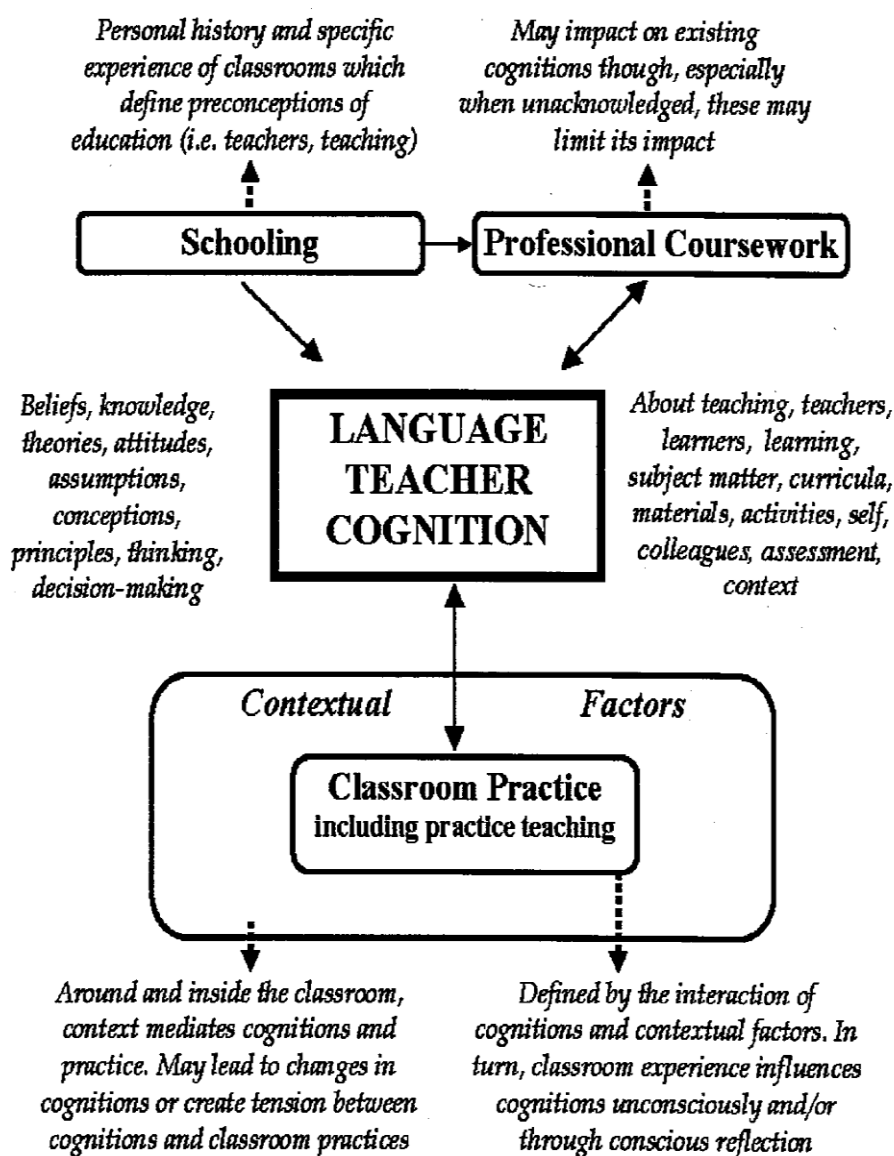 Personal history and specific
experience of classrooms which
define preconceptions of
education (i.e. teachers, teaching)
May impact on existing
cognitions though, especially
when unacknowledged, these may
limit its impact
Schooling
Professional Coursework
Beliefs, knowledge,
theories, attitudes,
assumptions,
conceptions,
principles, thinking,
decision-making
LANGUAGE
TEACHER
COGNITION
About teaching, teachers,
learners, learning,
subject matter, curricula,
materials, activities, self,
colleagues, assessment,
context
Contextual Factors
Classroom Practice
including practice teaching
Around and inside the classroom,
context mediates cognitions and
practice. May lead to changes in
cognitions or create tension between
cognitions and classroom practices
Defined by the interaction of
cognitions and contextual factors. In
turn, classroom experience influences
cognitions unconsciously and/or
through conscious reflection